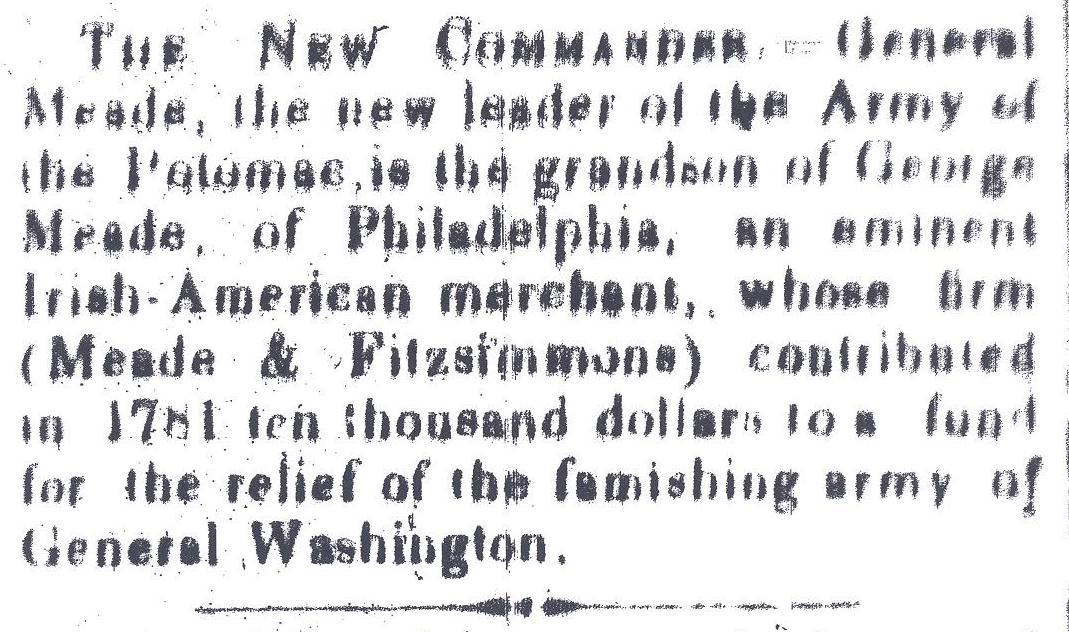 THE NEW COMMANDER.— General
Meade, the new leader of the Army of
the Potomac, is the grandson of George
Meade, of Philadelphia, an eminent
Irish-American merchant, whose firm
(Meade & Fitzsimmons) contributed
in 1781 ten thousand dollars to a fund
for the relief of the famishing army of
General Washington.